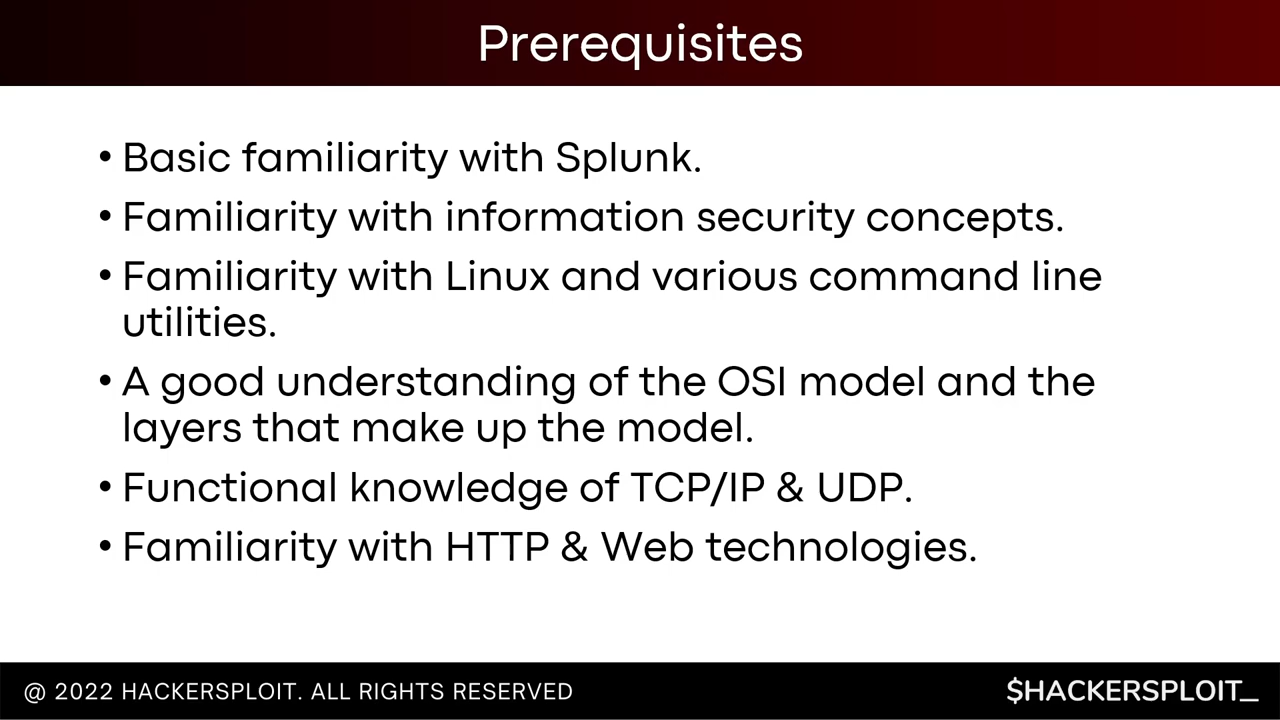 Prerequisites
• Basic familiarity with Splunk.
• Familiarity with information security concepts.
• Familiarity with Linux and various command line
utilities.
• A good understanding of the OSI model and the
layers that make up the model.
• Functional knowledge of TCP/IP & UDP.
• Familiarity with HTTP & Web technologies.
@ 2022 HACKERSPLOIT. ALL RIGHTS RESERVED
$HACKERSPLOIT_